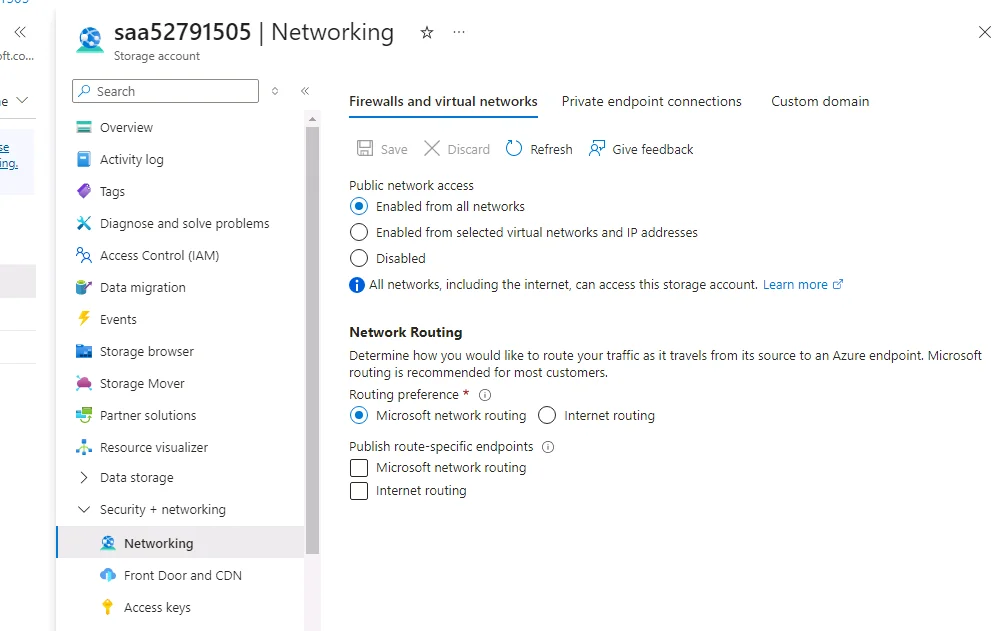 saa52791505 | Networking
Storage account
oft.co...
Search
Overview
Activity log
Tags
Diagnose and solve problems
Access Control (IAM)
Data migration
Events
Storage browser
Storage Mover
Partner solutions
Resource visualizer
Data storage
Security + networking
Networking
Front Door and CDN
Access keys
Firewalls and virtual networks
Private endpoint connections
Custom domain
Save
Discard
Refresh
Give feedback
Public network access
Enabled from all networks
Enabled from selected virtual networks and IP addresses
Disabled
All networks, including the internet, can access this storage account. Learn more
Network Routing
Determine how you would like to route your traffic as it travels from its source to an Azure endpoint. Microsoft
routing is recommended for most customers.
Routing preference *
Microsoft network routing
Internet routing
Publish route-specific endpoints
Microsoft network routing
Internet routing